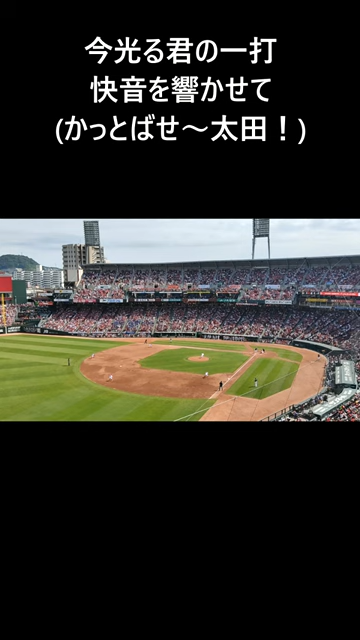 今光る君の一打
快音を響かせて
(かっとばせ～太田！)